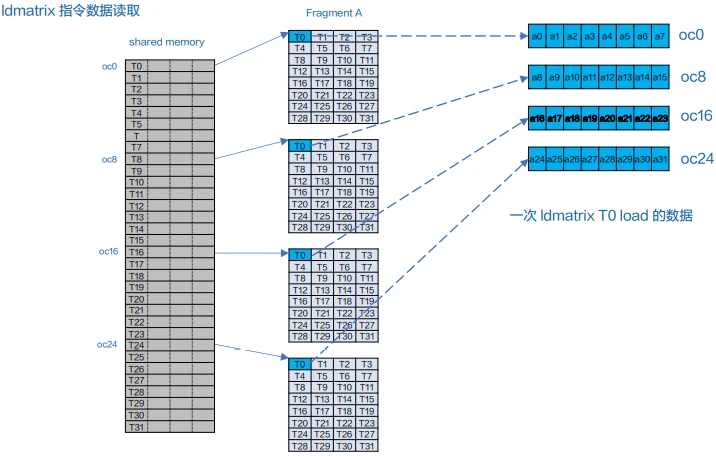 ldmatrix 指令数据读取
Fragment A
shared memory
oc0
T0
T1
T2
T3
T4
T5
T
T7
oc8
T8
T9
T10
T11
T12
T13
T14
T15
oc16
T16
T17
T18
T19
T20
T21
T22
T23
oc24
T24
T25
T26
T27
T28
T29
T30
T31
T0 T1 T2 T3
T4 T5 T6 T7
T8 T9 T10 T11
T12 T13 T14 T15
T16 T17 T18 T19
T20 T21 T22 T23
T24 T25 T26 T27
T28 T29 T30 T31
T0 T1 T2 T3
T4 T5 T6 T7
T8 T9 T10 T11
T12 T13 T14 T15
T16 T17 T18 T19
T20 T21 T22 T23
T24 T25 T26 T27
T28 T29 T30 T31
T0 T1 T2 T3
T4 T5 T6 T7
T8 T9 T10 T11
T12 T13 T14 T15
T16 T17 T18 T19
T20 T21 T22 T23
T24 T25 T26 T27
T28 T29 T30 T31
T0 T1 T2 T3
T4 T5 T6 T7
T8 T9 T10 T11
T12 T13 T14 T15
T16 T17 T18 T19
T20 T21 T22 T23
T24 T25 T26 T27
T28 T29 T30 T31
a0 a1 a2 a3 a4 a5 a6 a7 oc0
a8 a9 a10 a11 a12 a13 a14 a15 oc8
a16 a17 a18 a19 a20 a21 a22 a23 oc16
a24 a25 a26 a27 a28 a29 a30 a31 oc24
一次 ldmatrix T0 load 的数据